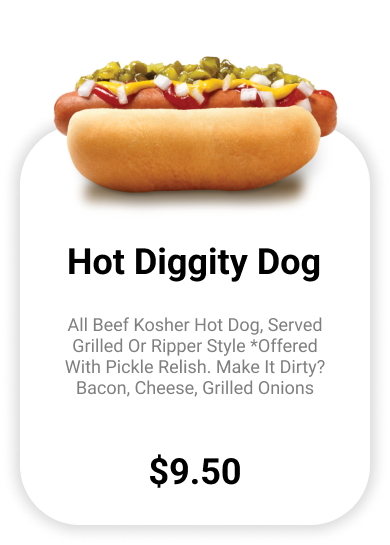 Hot Diggity Dog
All Beef Kosher Hot Dog, Served
Grilled Or Ripper Style *Offered
With Pickle Relish. Make It Dirty?
Bacon, Cheese, Grilled Onions
$9.50